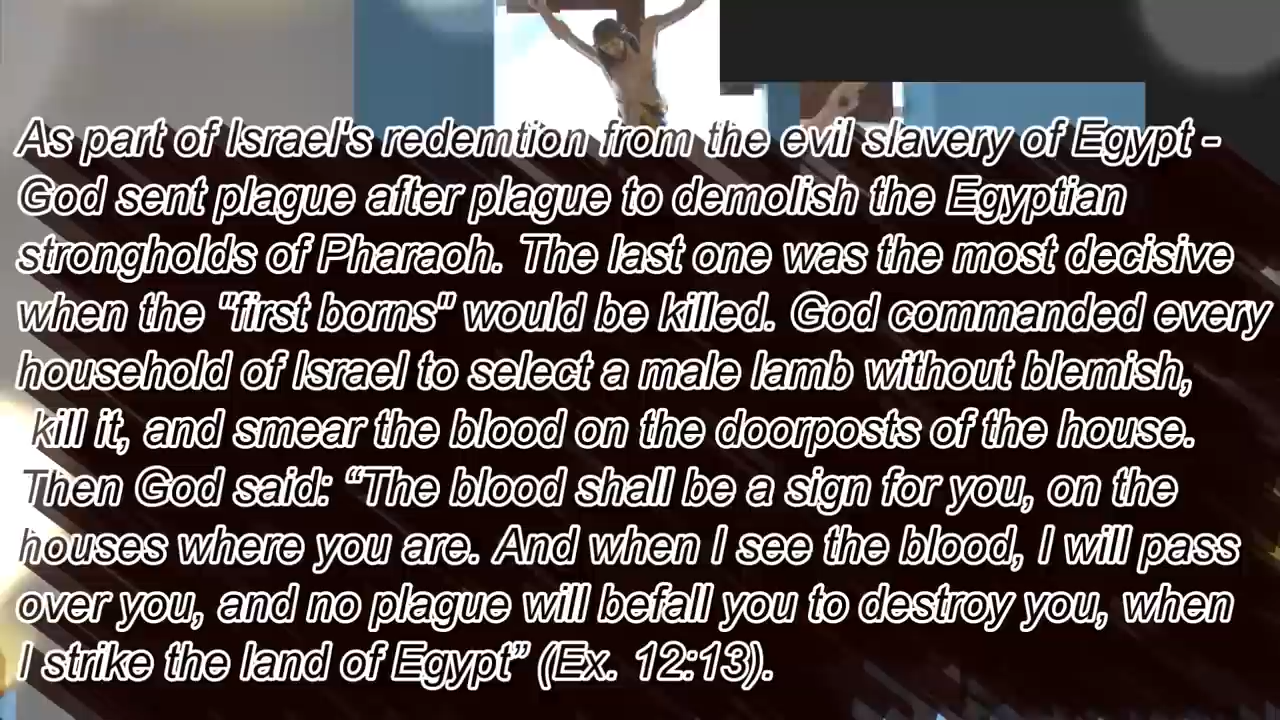 As part of Israel's redemtion from the evil slavery of Egypt -
God sent plague after plague to demolish the Egyptian
strongholds of Pharaoh. The last one was the most decisive
when the "first borns" would be killed. God commanded every
household of Israel to select a male lamb without blemish,
kill it, and smear the blood on the doorposts of the house.
Then God said: “The blood shall be a sign for you, on the
houses where you are. And when I see the blood, I will pass
over you, and no plague will befall you to destroy you, when
I strike the land of Egypt” (Ex. 12:13).